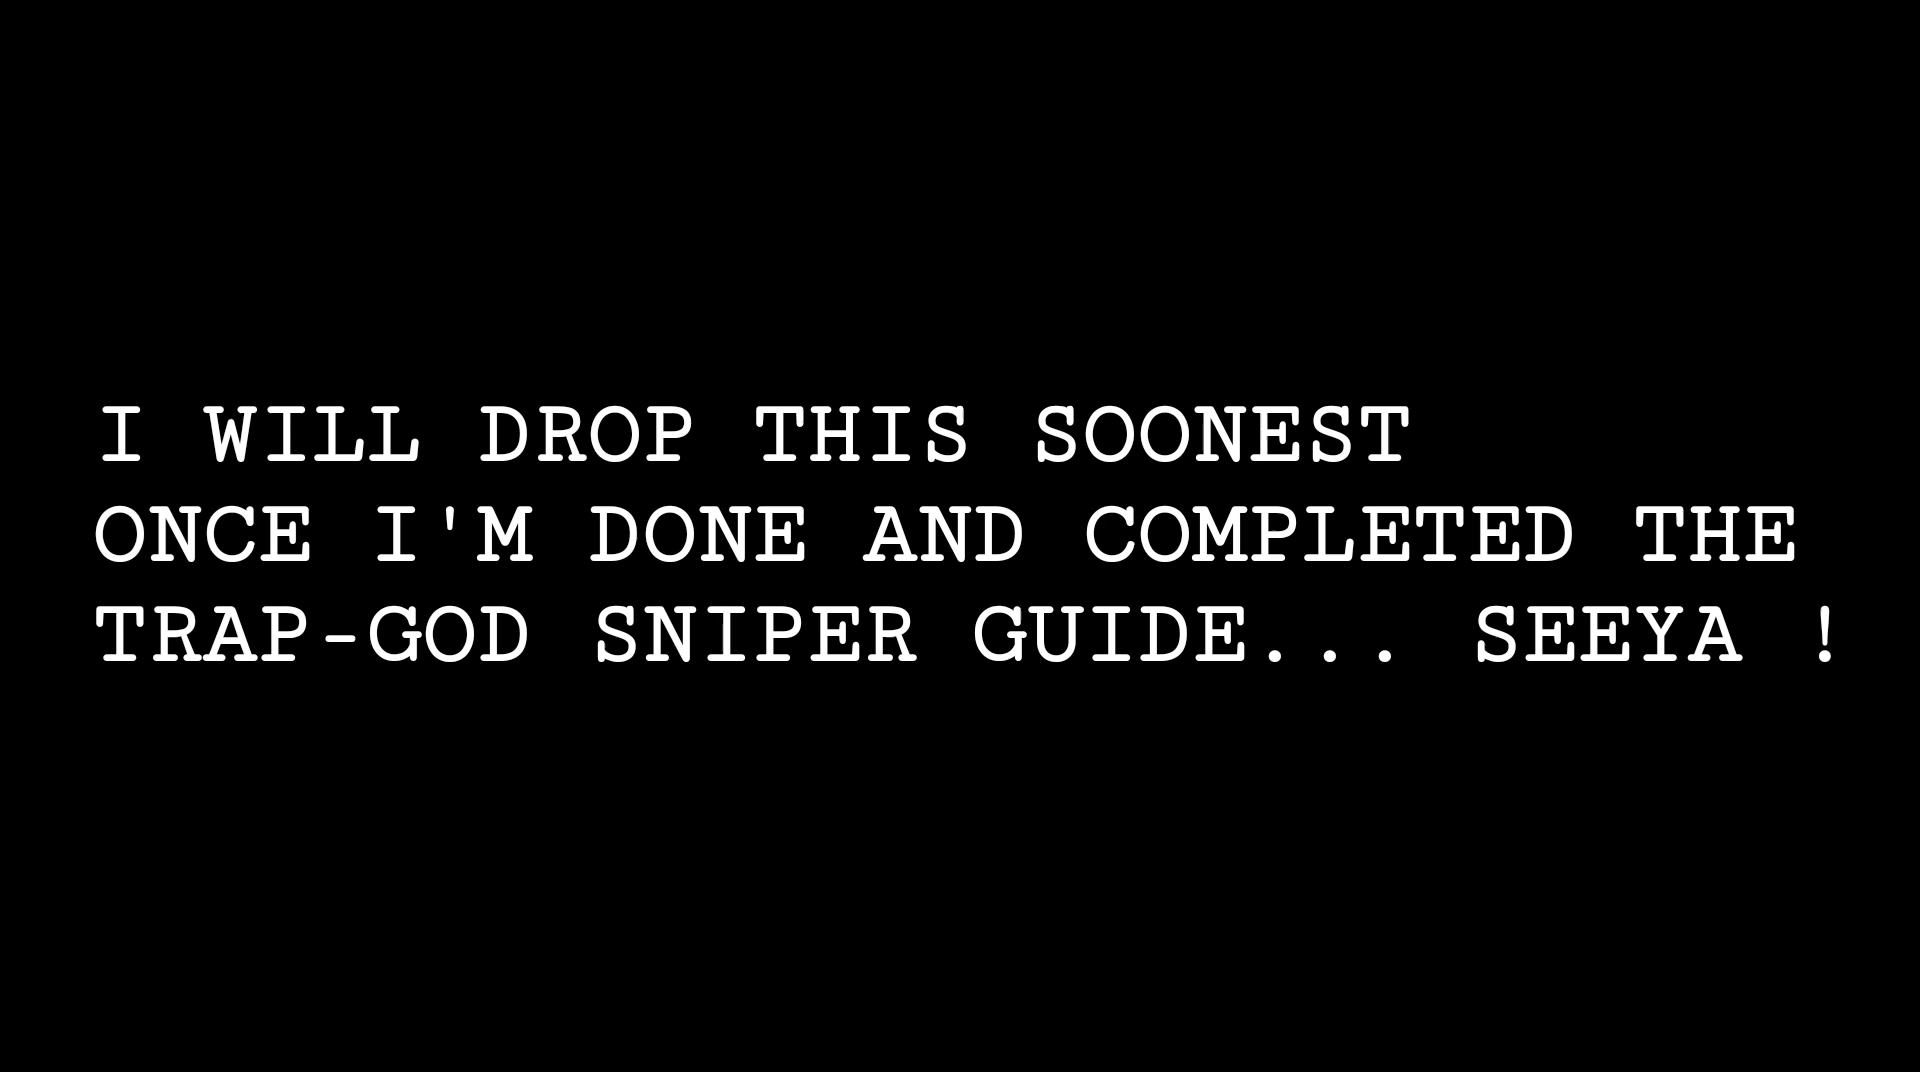 I WILL DROP THIS SOONEST
ONCE I'M DONE AND COMPLETED THE
TRAP-GOD SNIPER GUIDE... SEEYA !